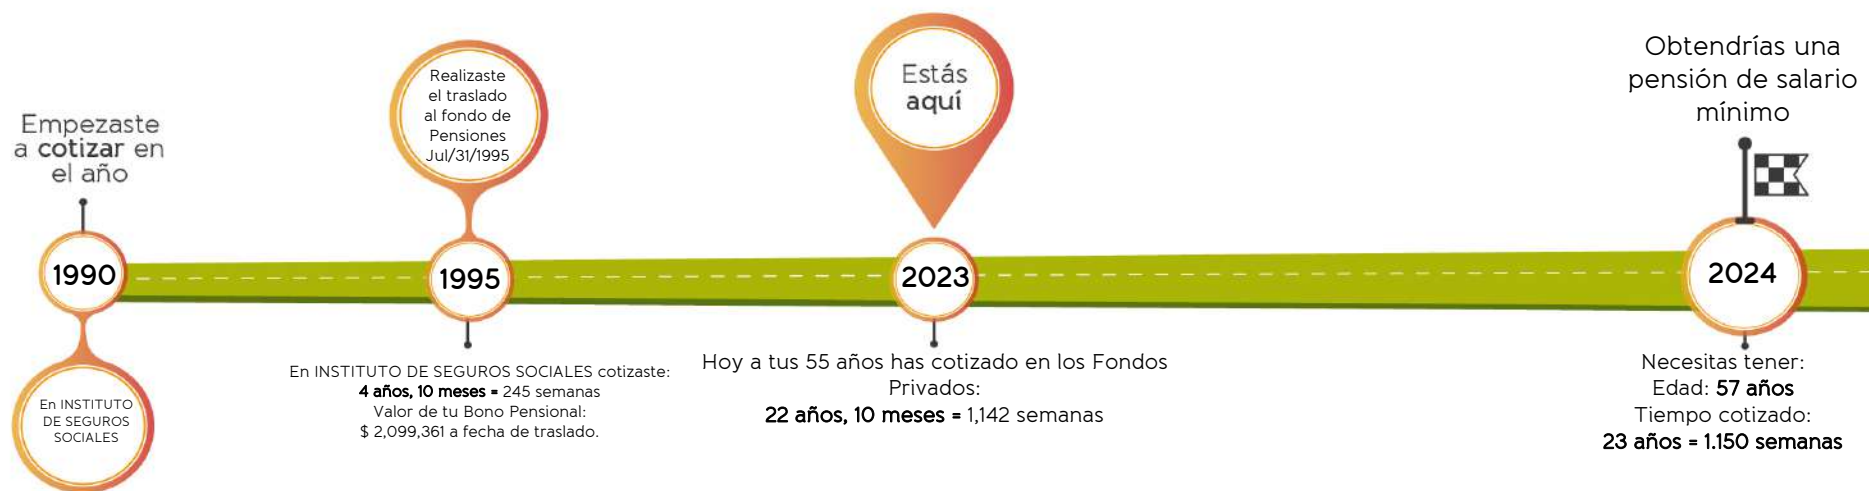 Empezaste
a cotizar en
el año
1990
En INSTITUTO
DE SEGUROS
SOCIALES
Realizaste
el traslado
al fondo de
Pensiones
Jul/31/1995
1995
En INSTITUTO DE SEGUROS SOCIALES cotizaste:
4 años, 10 meses = 245 semanas
Valor de tu Bono Pensional:
$ 2,099,361 a fecha de traslado.
Estás
aquí
2023
Hoy a tus 55 años has cotizado en los Fondos
Privados:
22 años, 10 meses = 1,142 semanas
Obtendrías una
pensión de salario
mínimo
2024
Necesitas tener:
Edad: 57 años
Tiempo cotizado:
23 años = 1.150 semanas